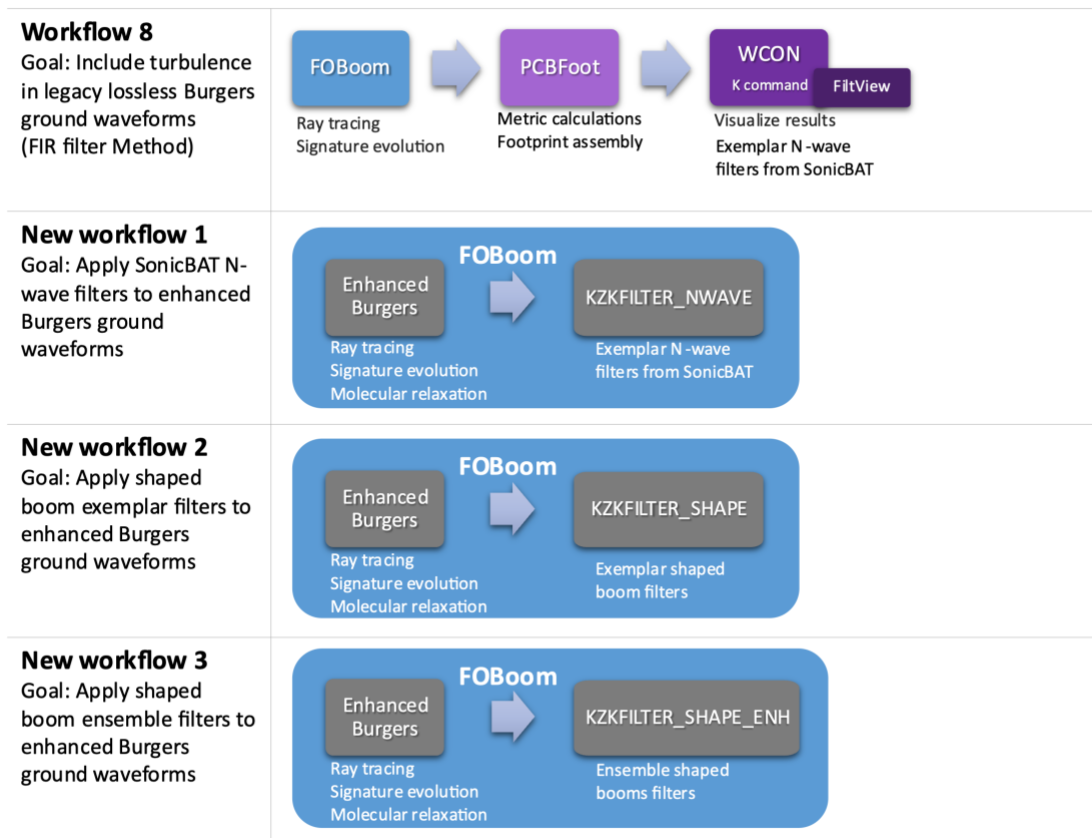 Workflow 8
Goal: Include turbulence
in legacy lossless Burgers
ground waveforms
(FIR filter Method)
FOBoom
Ray tracing
Signature evolution
PCBFoot
Metric calculations
Footprint assembly
WCON
K command
FiltView
Visualize results
Exemplar N -wave
filters from SonicBAT
New workflow 1
Goal: Apply SonicBAT N-
wave filters to enhanced
Burgers ground
waveforms
FOBoom
Enhanced
Burgers
Ray tracing
Signature evolution
Molecular relaxation
KZKFILTER_NWAVE
Exemplar N -wave
filters from SonicBAT
New workflow 2
Goal: Apply shaped
boom exemplar filters to
enhanced Burgers
ground waveforms
FOBoom
Enhanced
Burgers
Ray tracing
Signature evolution
Molecular relaxation
KZKFILTER_SHAPE
Exemplar shaped
boom filters
New workflow 3
Goal: Apply shaped
boom ensemble filters to
enhanced Burgers
ground waveforms
FOBoom
Enhanced
Burgers
Ray tracing
Signature evolution
Molecular relaxation
KZKFILTER_SHAPE_ENH
Ensemble shaped
booms filters